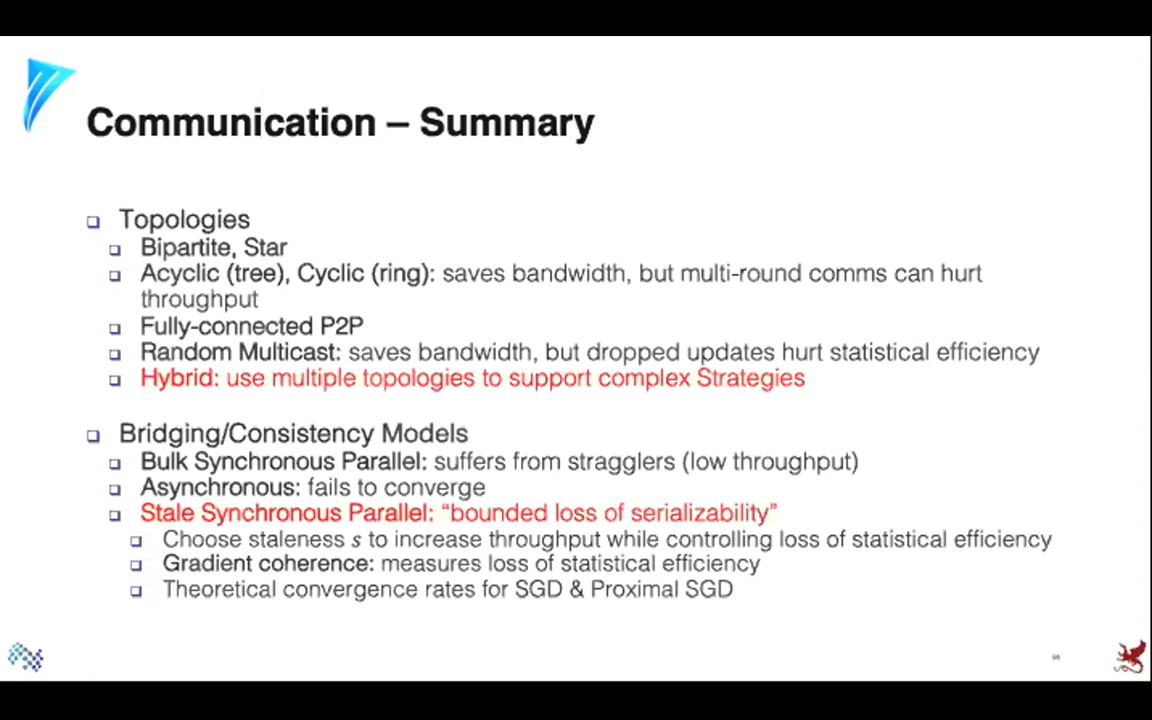 Communication – Summary
Topologies
Bipartite, Star
Acyclic (tree), Cyclic (ring): saves bandwidth, but multi-round comms can hurt
throughput
Fully-connected P2P
Random Multicast: saves bandwidth, but dropped updates hurt statistical efficiency
Hybrid: use multiple topologies to support complex Strategies
Bridging/Consistency Models
Bulk Synchronous Parallel: suffers from stragglers (low throughput)
Asynchronous: fails to converge
Stale Synchronous Parallel: “bounded loss of serializability”
Choose staleness s to increase throughput while controlling loss of statistical efficiency
Gradient coherence: measures loss of statistical efficiency
Theoretical convergence rates for SGD & Proximal SGD